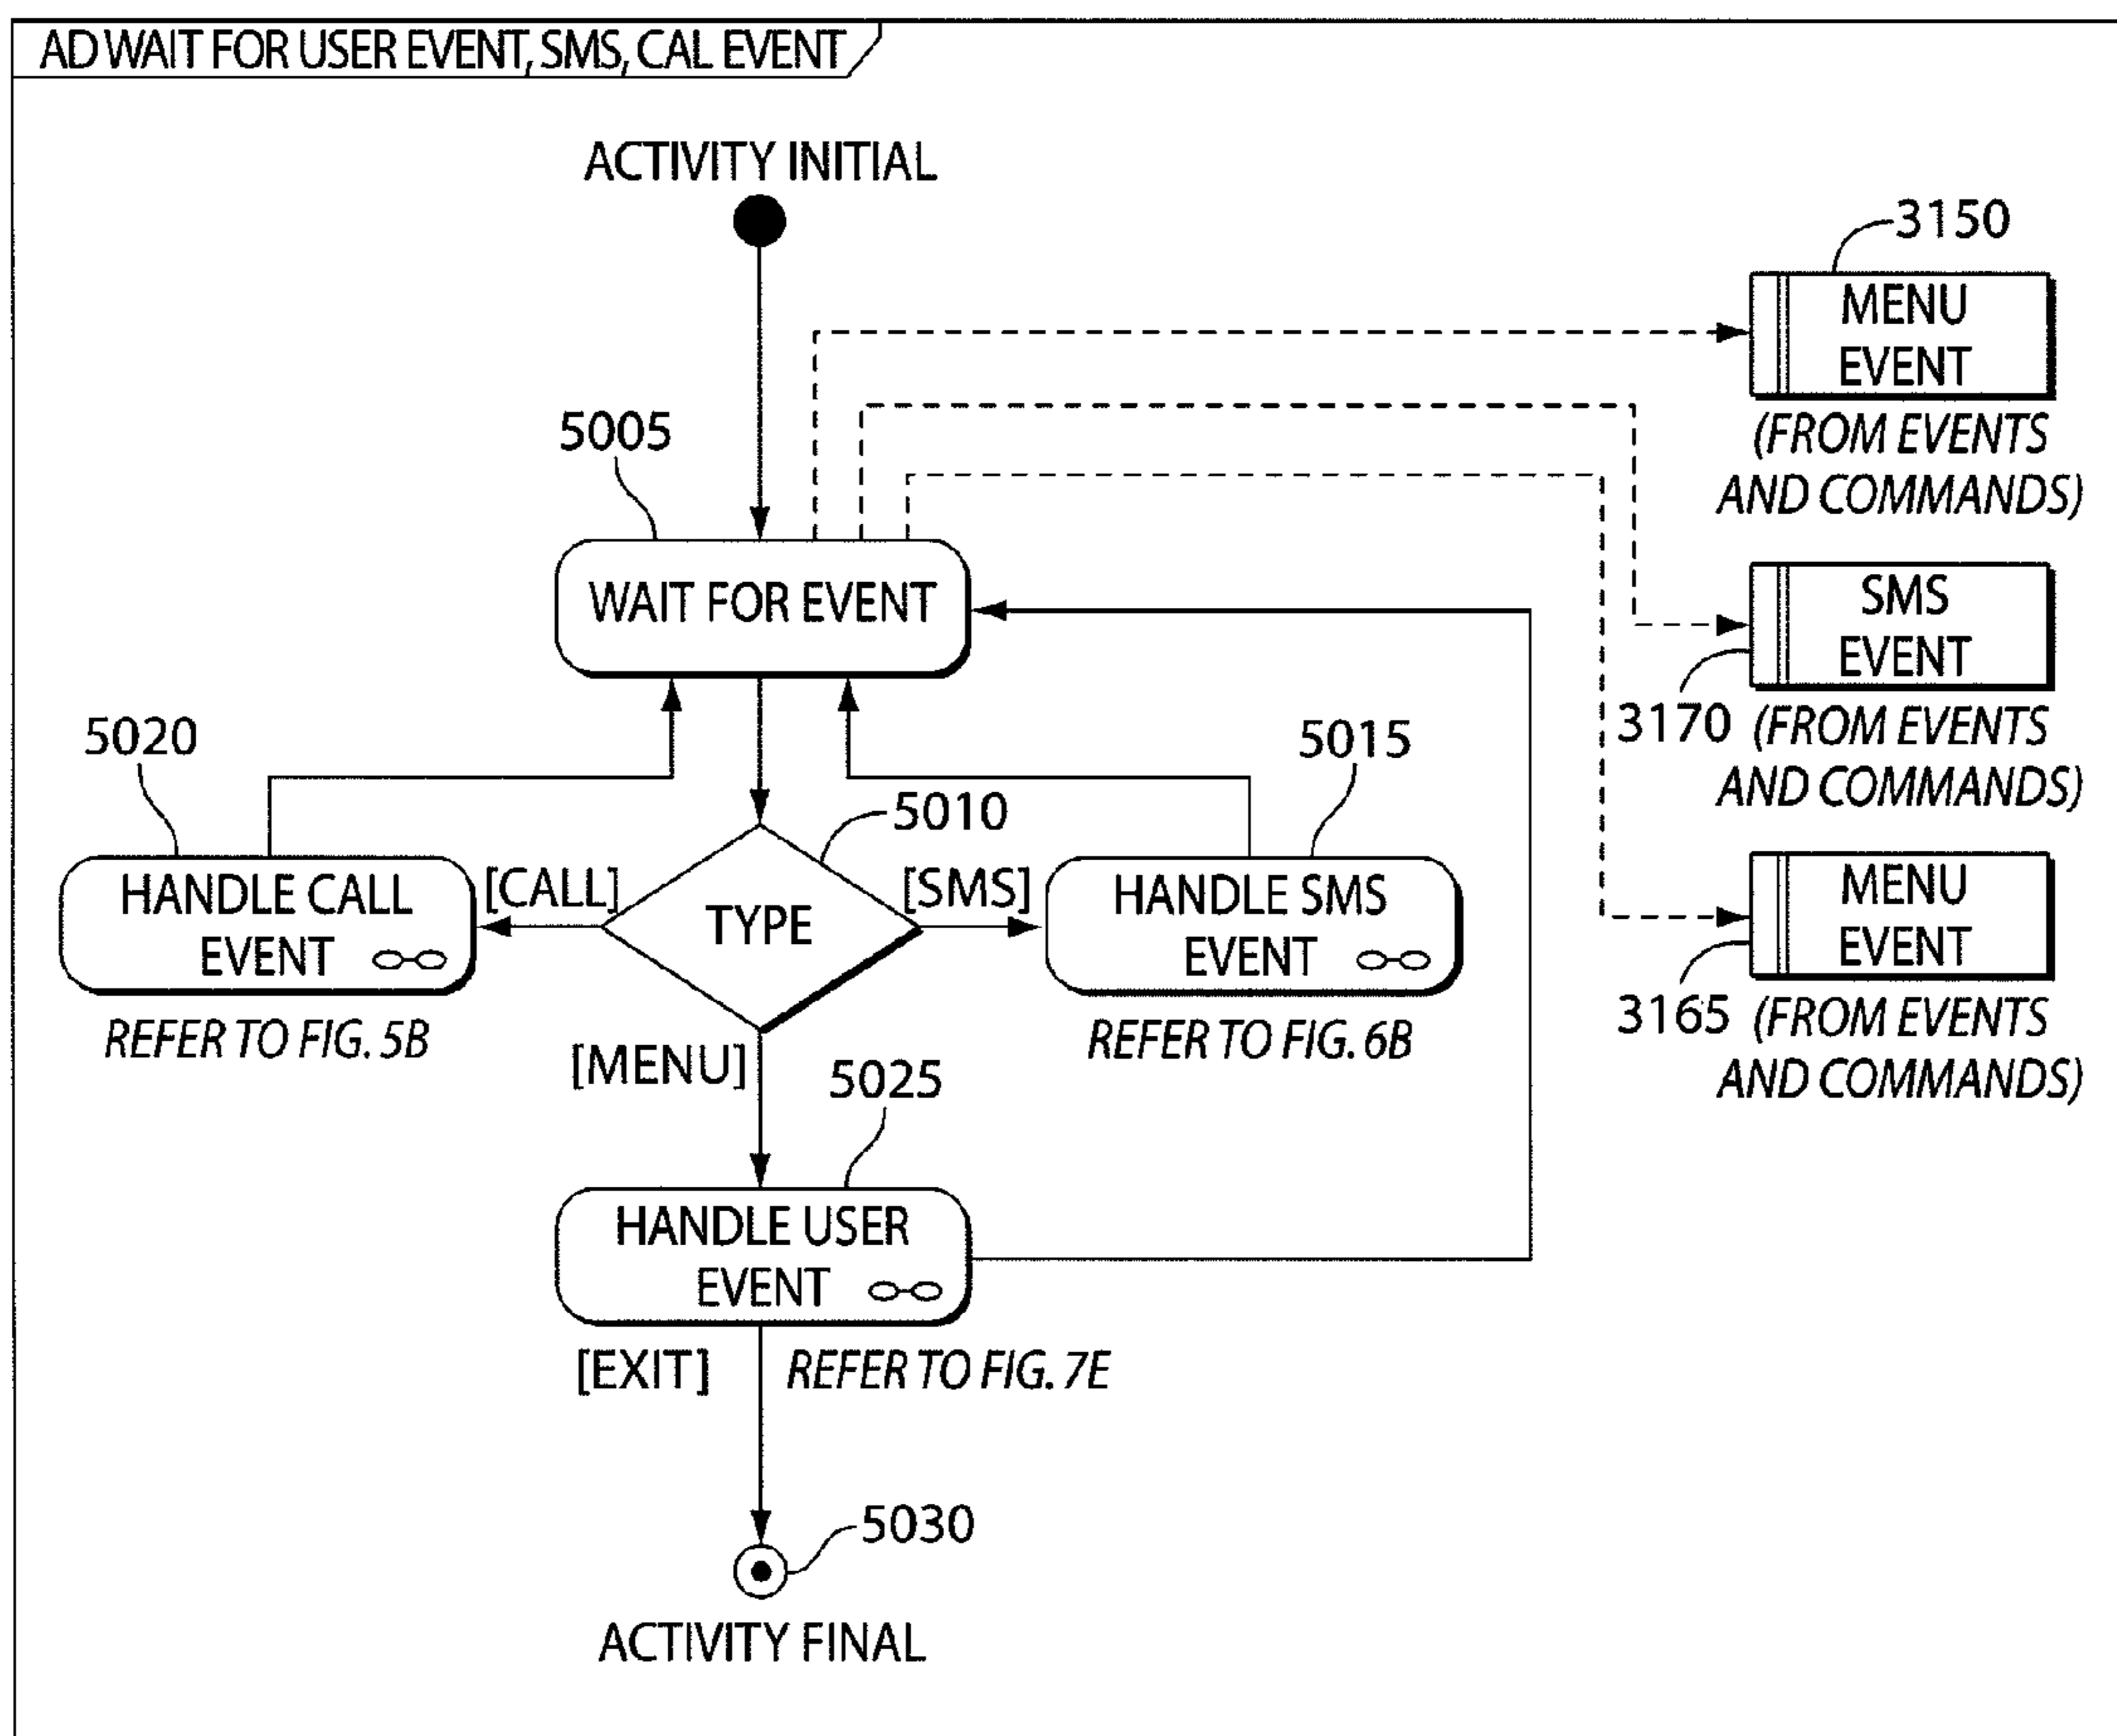 AD WAIT FOR USER EVENT, SMS, CAL EVENT
ACTIVITY INITIAL
3150
MENU
EVENT
(FROM EVENTS
AND COMMANDS)
5005
WAIT FOR EVENT
SMS
EVENT
3170 (FROM EVENTS
AND COMMANDS)
5020
5015
5010
HANDLE CALL
EVENT
[CALL]
TYPE
[SMS]
HANDLE SMS
EVENT
MENU
EVENT
3165 (FROM EVENTS
AND COMMANDS)
REFER TO FIG. 5B
REFER TO FIG. 6B
[MENU]
5025
HANDLE USER
EVENT
[EXIT]
REFER TO FIG. 7E
5030
ACTIVITY FINAL